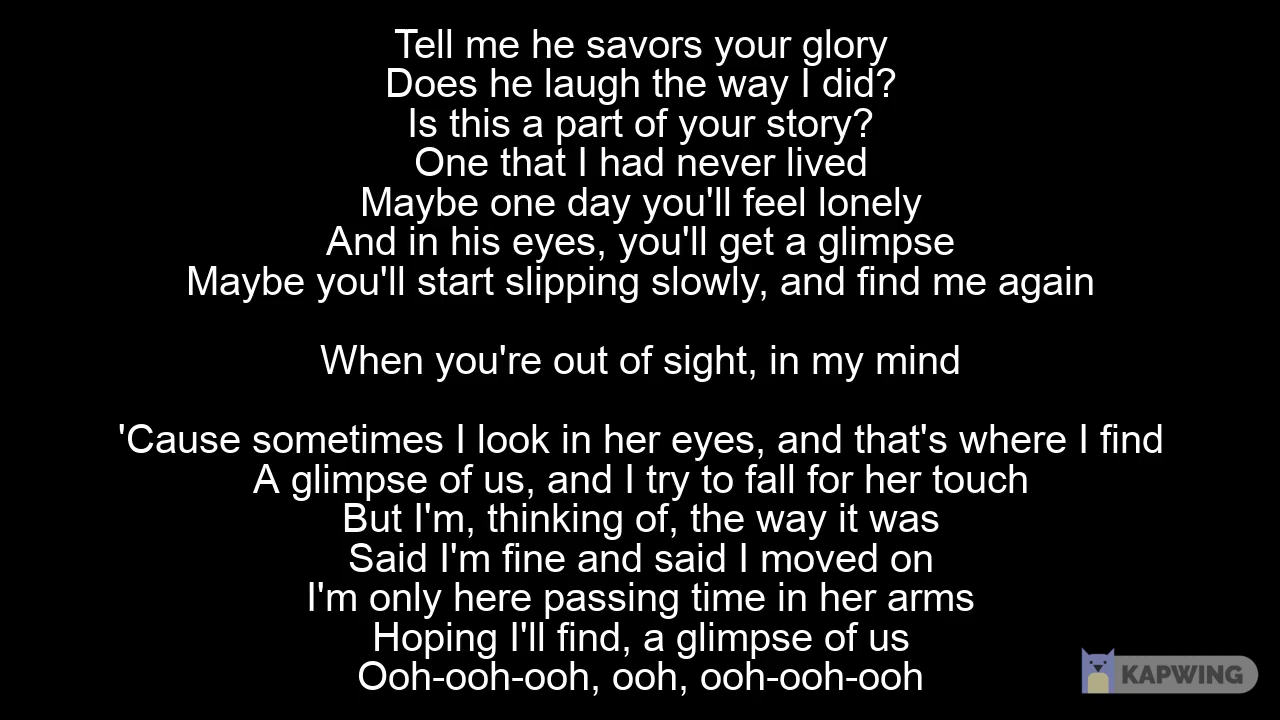 Tell me he savors your glory
Does he laugh the way I did?
Is this a part of your story?
One that I had never lived
Maybe one day you'll feel lonely
And in his eyes, you'll get a glimpse
Maybe you'll start slipping slowly, and find me again
When you're out of sight, in my mind
'Cause sometimes I look in her eyes, and that's where I find
A glimpse of us, and I try to fall for her touch
But I'm, thinking of, the way it was
Said I'm fine and said I moved on
I'm only here passing time in her arms
Hoping I'll find, a glimpse of us
Ooh-ooh-ooh, ooh, ooh-ooh-ooh
KAPWING